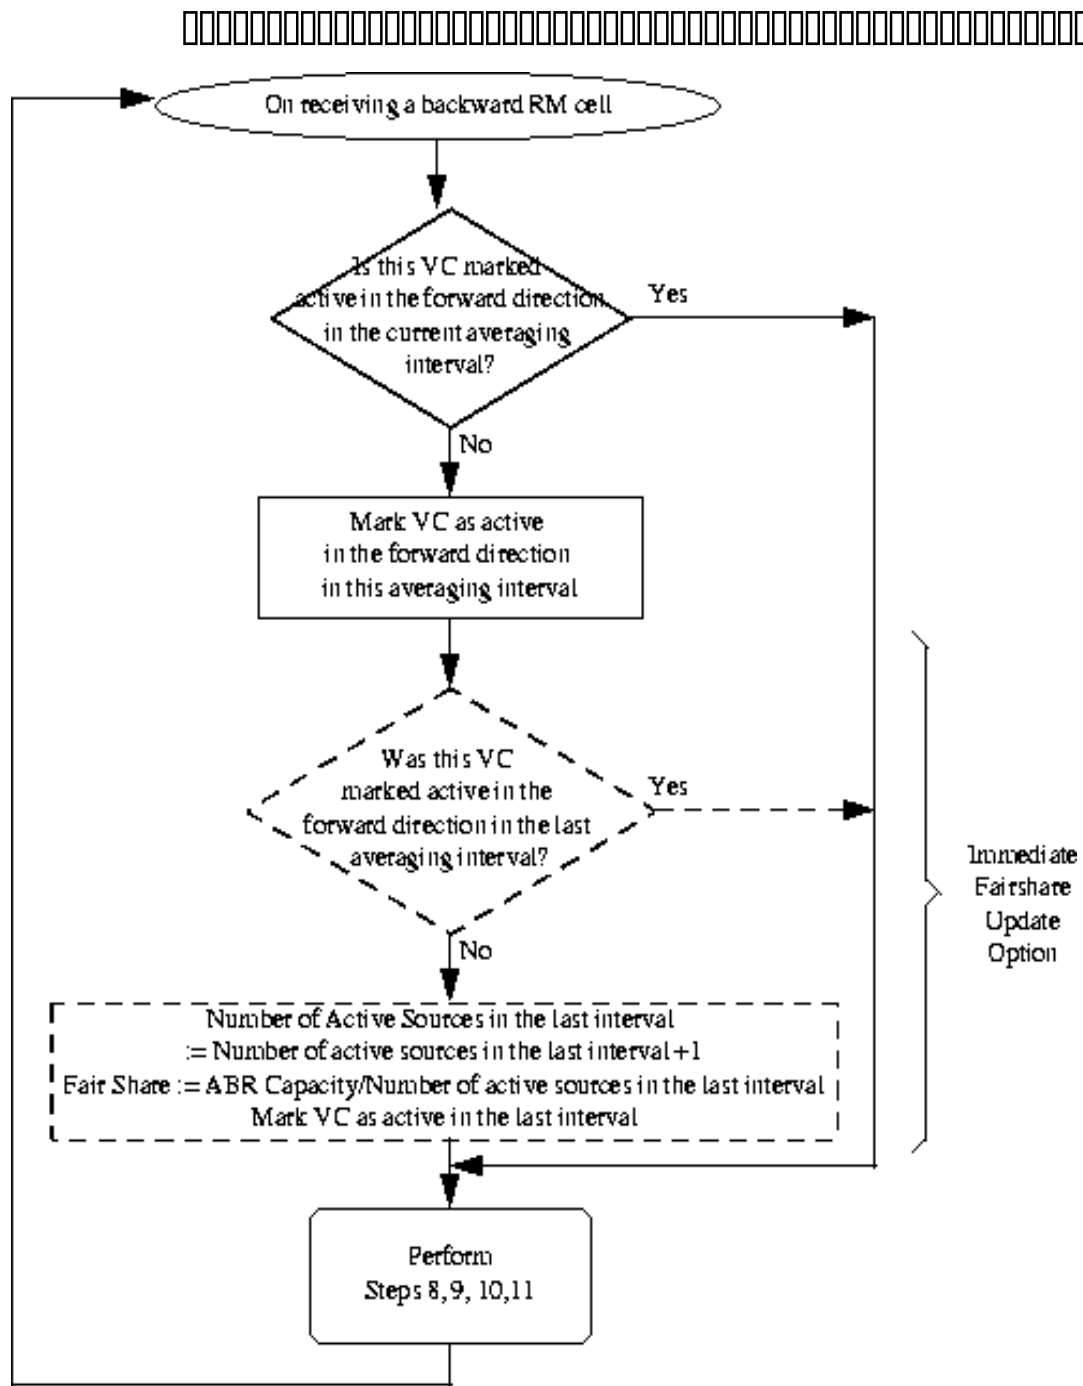 On receiving a backward RM cell
Is this VC marked
active in the forward direction
in the current averaging
interval?
Yes
No
Mark VC as active
in the forward direction
in this averaging interval
Was this VC
marked active in the
forward direction in the last
averaging interval?
Yes
No
Immediate
Fairshare
Update
Option
Number of Active Sources in the last interval
:= Number of active sources in the last interval+1
Fair Share := ABR Capacity/Number of active sources in the last interval
Mark VC as active in the last interval
Perform
Steps 8,9, 10,11